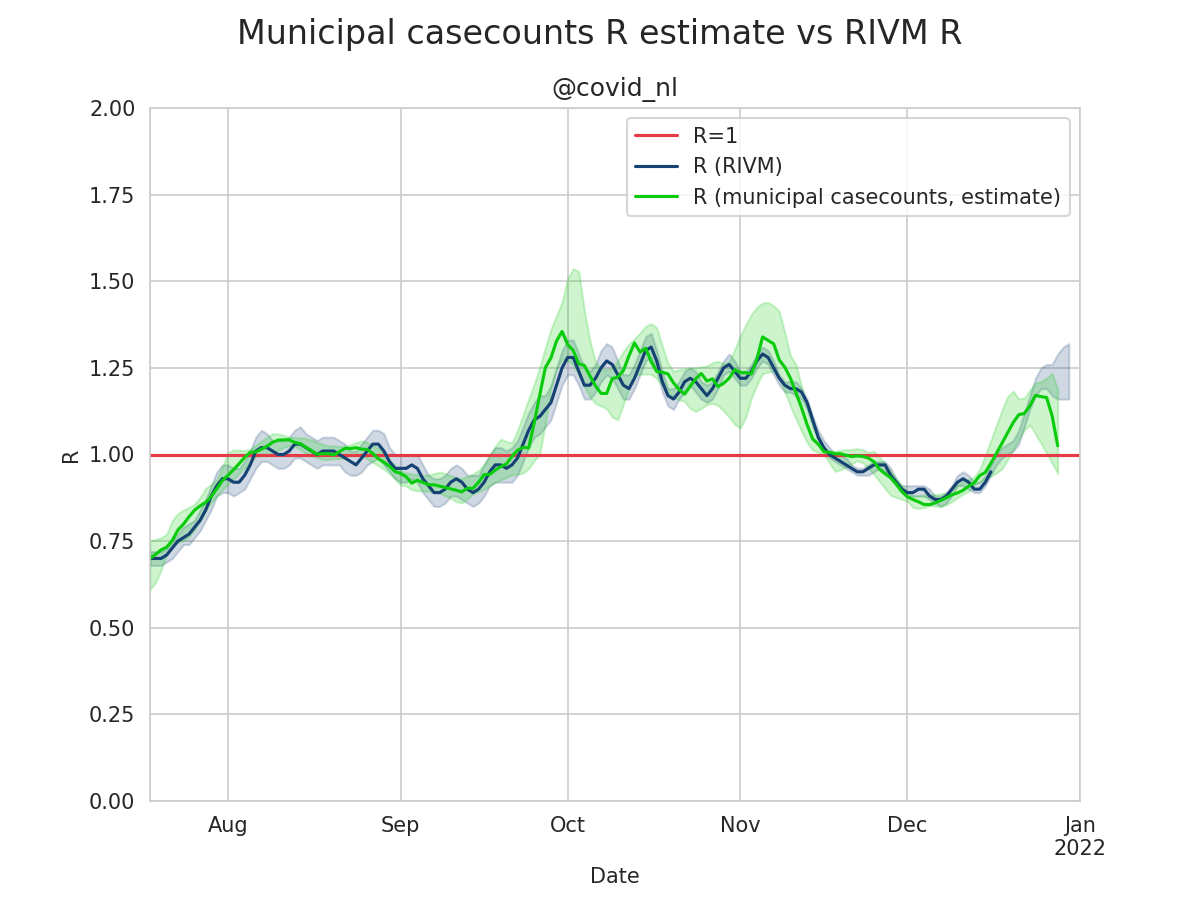 Municipal casecounts R estimate vs RIVM R
@covid_nl
2.00
R=1
R (RIVM)
R (municipal casecounts, estimate)
1.75
1.50
1.25
1.00
R
0.75
0.50
0.25
0.00
Aug Sep Oct Nov Dec Jan
2022
Date